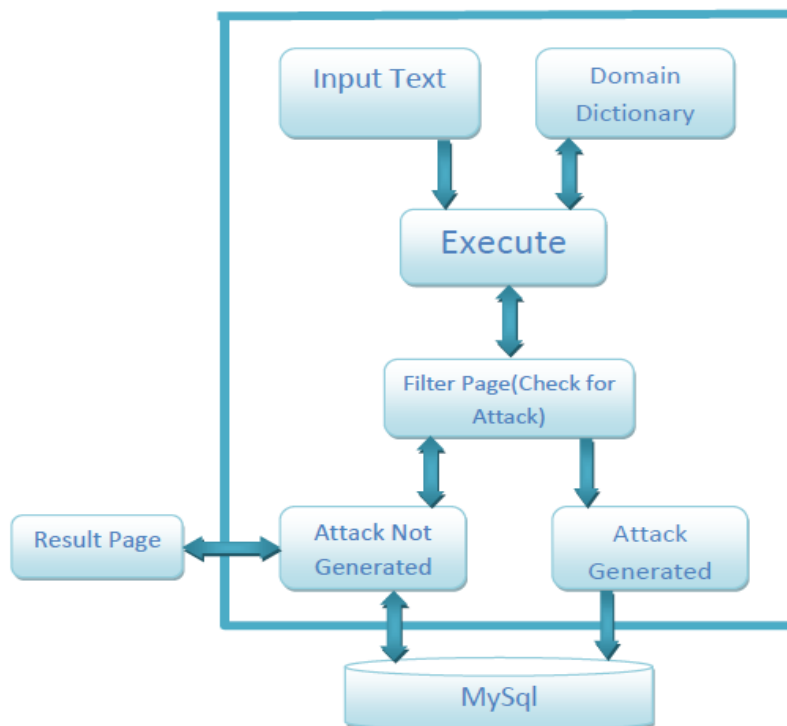 Input Text
Domain
Dictionary
Execute
Filter Page(Check for
Attack)
Result Page
Attack Not
Generated
Attack
Generated
MySql